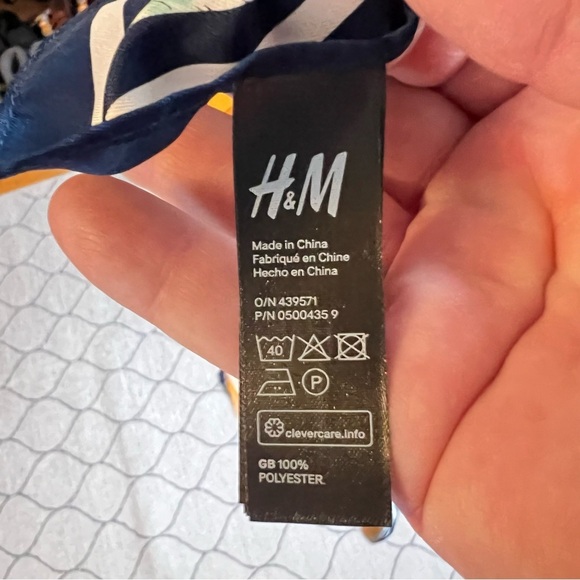 H&M
Made in China
Fabriqué en Chine
Hecho en China
O/N 439571
P/N 0500435 9
40
P
clevercare.info
GB 100%
POLYESTER